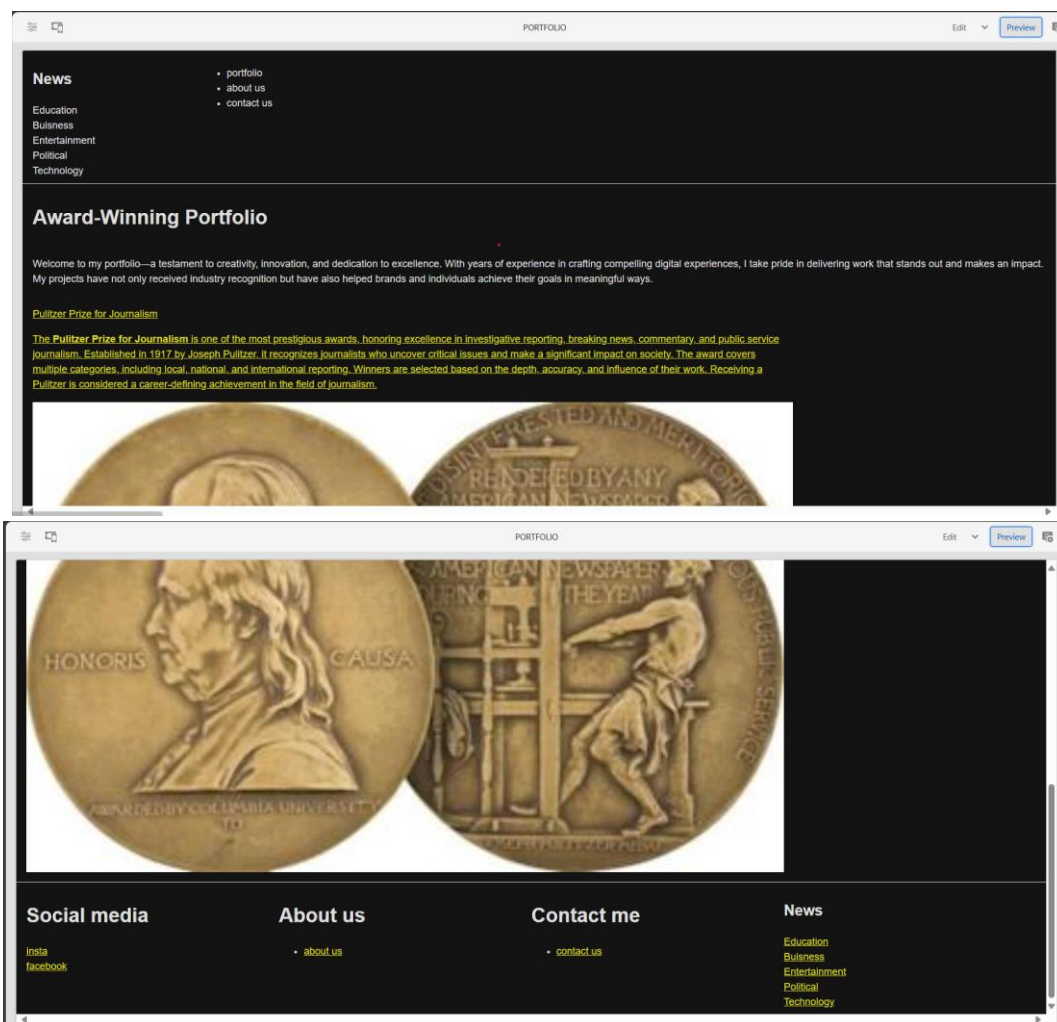 PORTFOLIO
Edit
Preview
News
Education
Buisness
Entertainment
Political
Technology
• portfolio
• about us
• contact us
Award-Winning Portfolio
Welcome to my portfolio—a testament to creativity, innovation, and dedication to excellence. With years of experience in crafting compelling digital experiences, I take pride in delivering work that stands out and makes an impact.
My projects have not only received industry recognition but have also helped brands and individuals achieve their goals in meaningful ways.
Pulitzer Prize for Journalism
The Pulitzer Prize for Journalism is one of the most prestigious awards, honoring excellence in investigative reporting, breaking news, commentary, and public service
journalism. Established in 1917 by Joseph Pulitzer, it recognizes journalists who uncover critical issues and make a significant impact on society. The award covers
multiple categories, including local, national, and international reporting. Winners are selected based on the depth, accuracy, and influence of their work. Receiving a
Pulitzer is considered a career-defining achievement in the field of journalism.
DISINTERESTED AND MERITORIOUS
RENDERED BY ANY
AMERICAN NEWSPAPER
PORTFOLIO
Edit
Preview
AMERICAN NEWSPAPER
DURING THE YEAR
PUBLIC SERVICE
HONORIS CAUSA
AWARDED BY COLUMBIA UNIVERSITY
TO
JOSEPH PULITZER MEDAL
Social media
insta
facebook
About us
• about us
Contact me
• contact us
News
Education
Buisness
Entertainment
Political
Technology